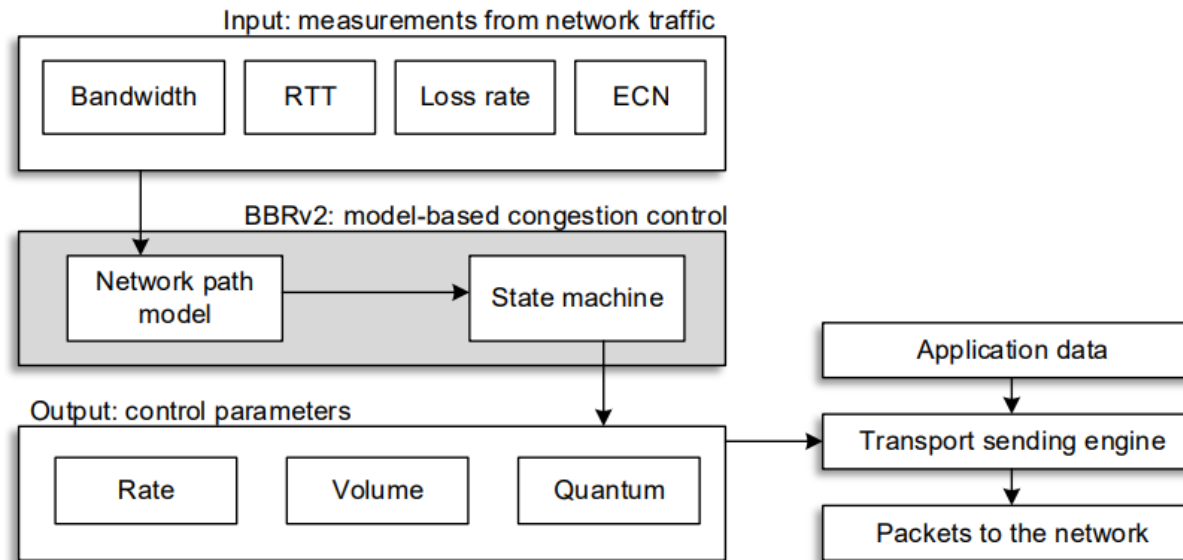 Input: measurements from network traffic
Bandwidth
RTT
Loss rate
ECN
BBRv2: model-based congestion control
Network path
model
State machine
Output: control parameters
Rate
Volume
Quantum
Application data
Transport sending engine
Packets to the network